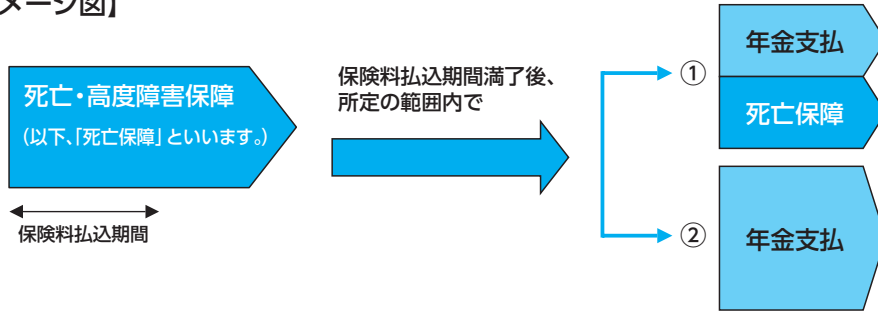 メージ図】
死亡・高度障害保障
(以下、「死亡保障」といいます。)
保険料払込期間
保険料払込期間満了後、
所定の範囲内で
①
年金支払
死亡保障
②
年金支払